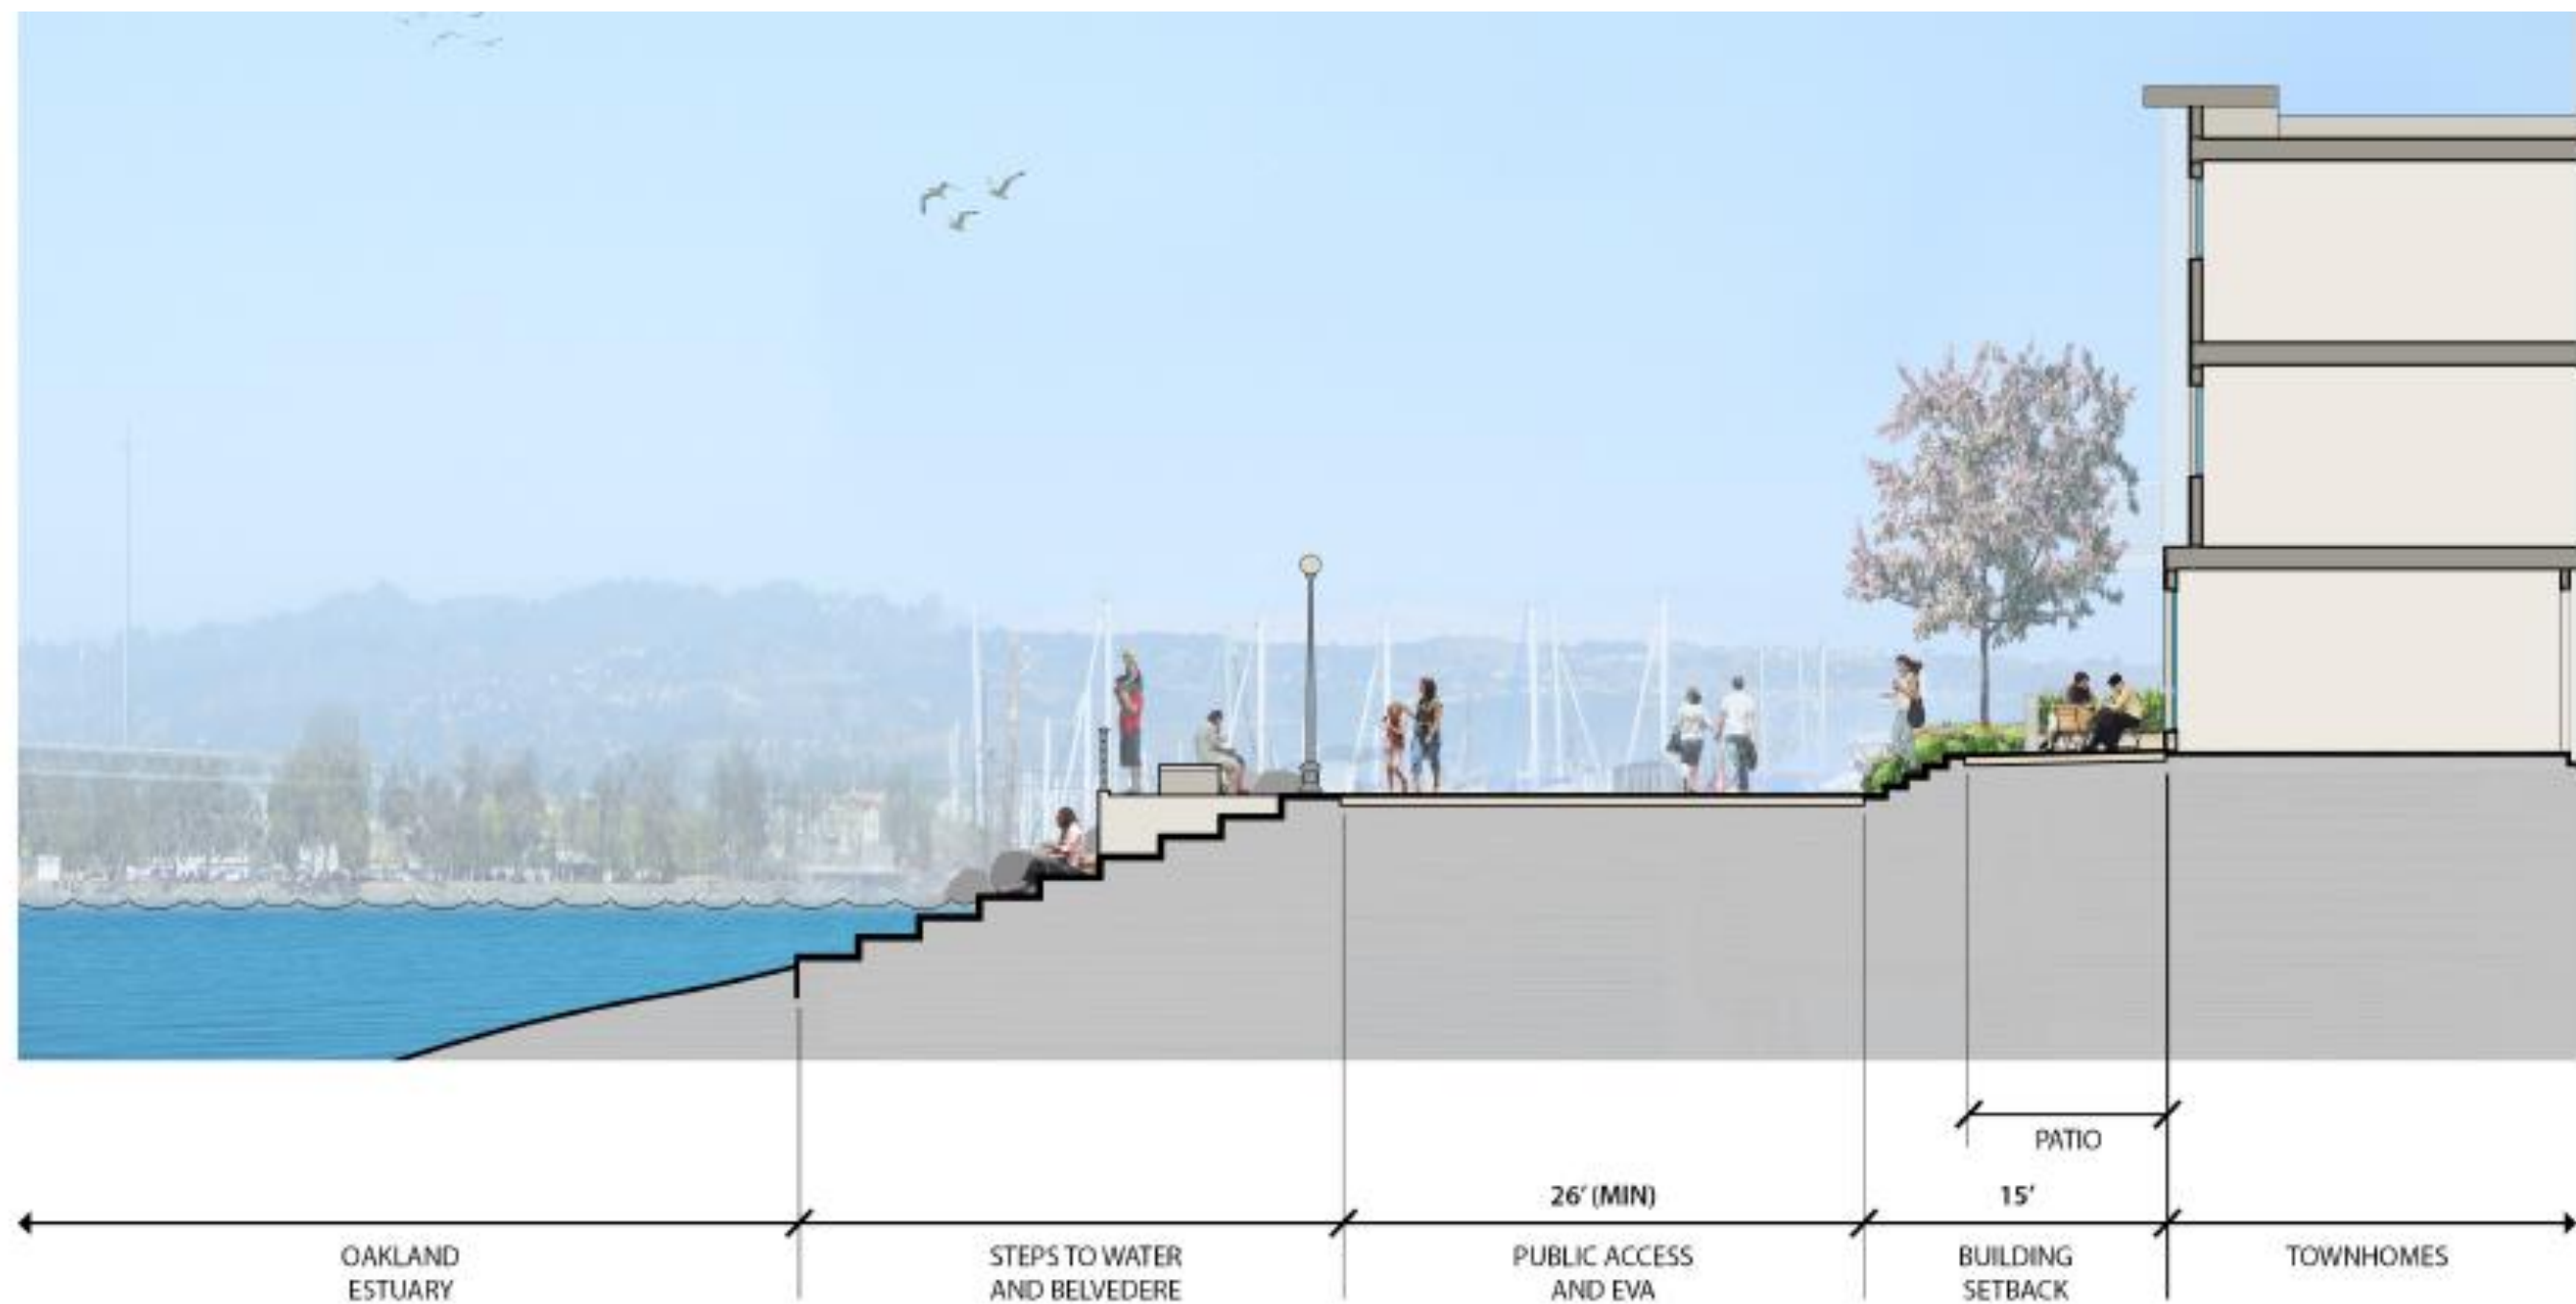 PATIO
26' (MIN)
15'
OAKLAND
ESTUARY
STEPS TO WATER
AND BELVEDERE
PUBLIC ACCESS
AND EVA
BUILDING
SETBACK
TOWNHOMES